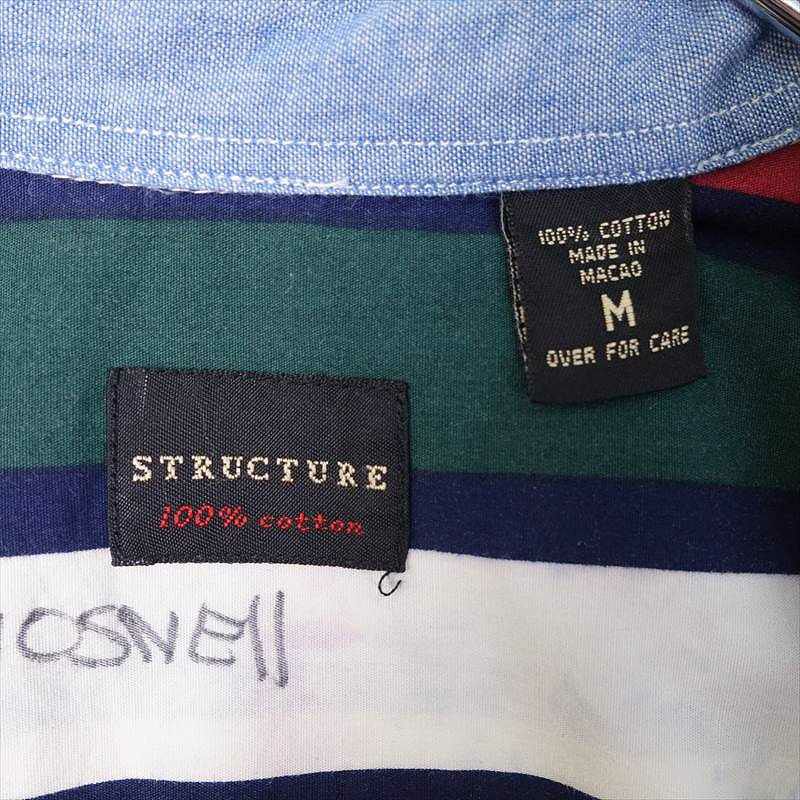 100% COTTON
MADE IN
MACAO
M
OVER FOR CARE
STRUCTURE
100% cotton